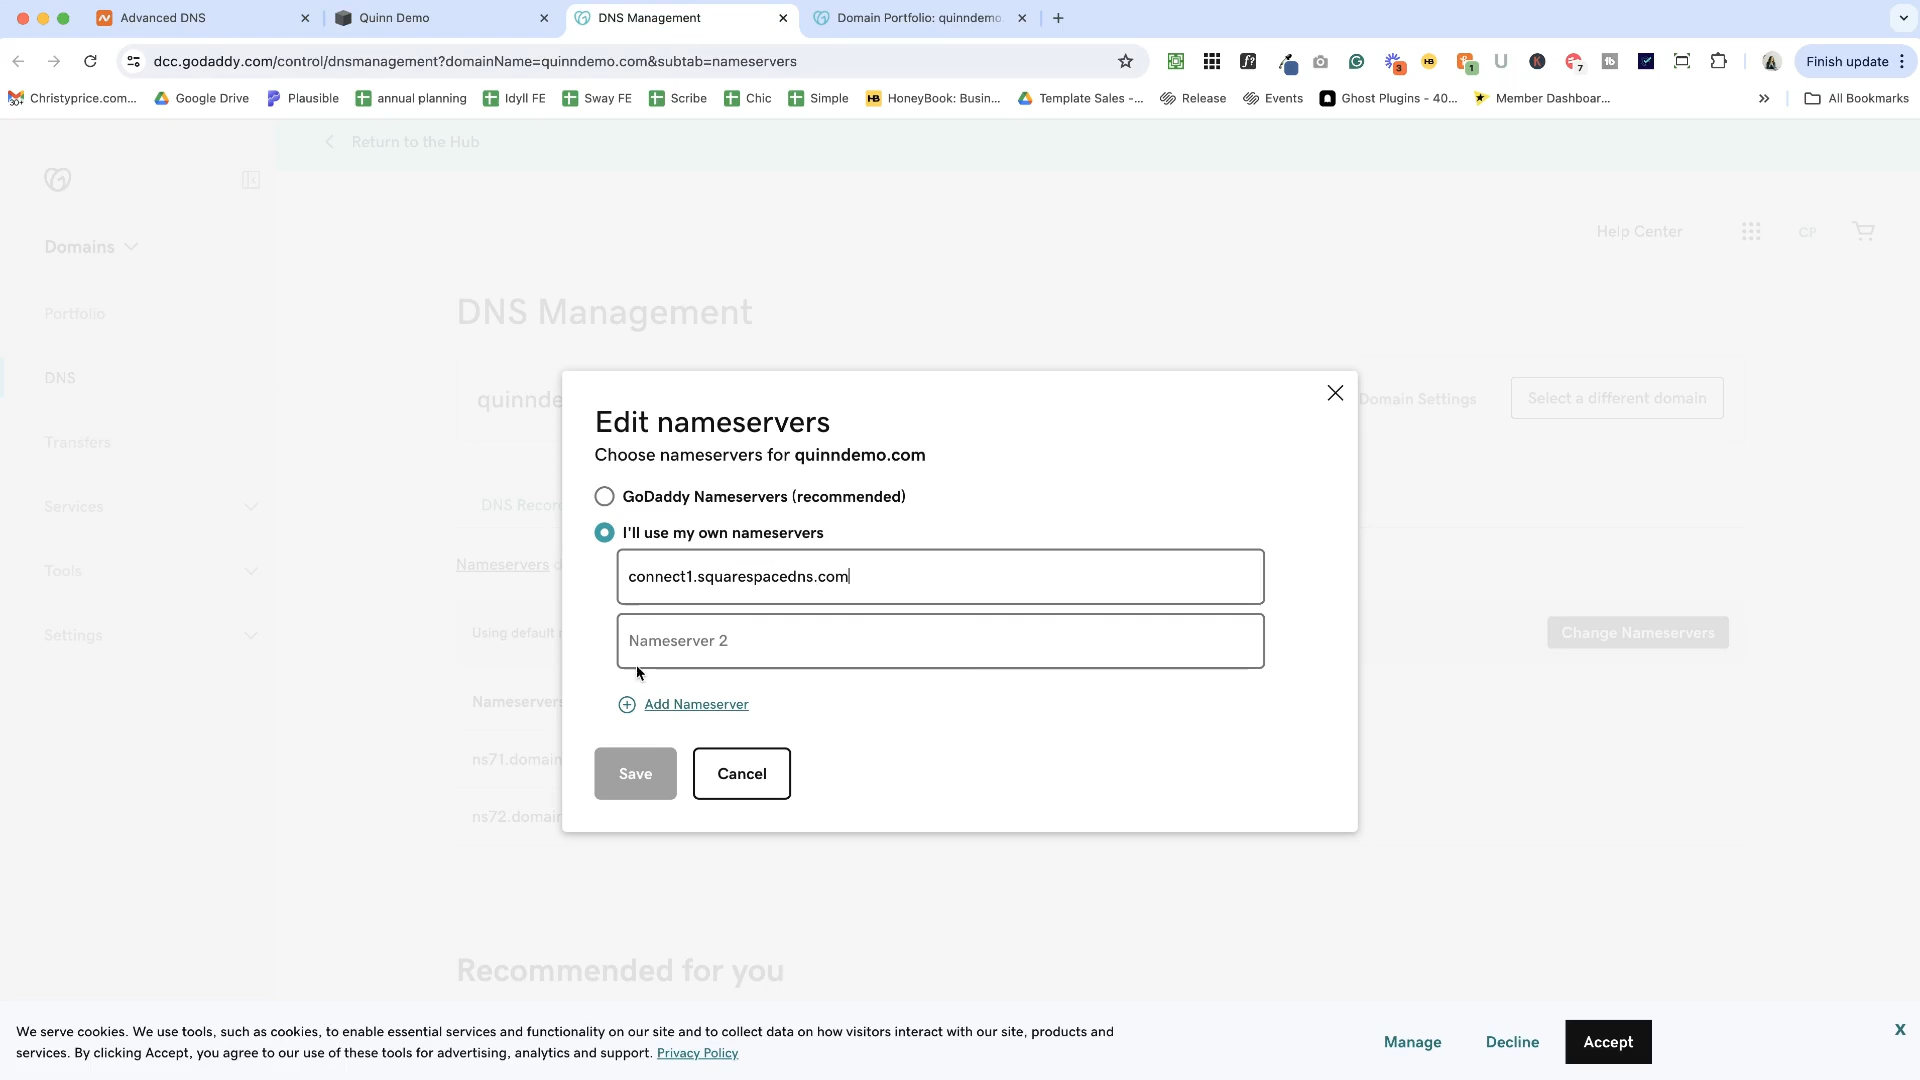 Advanced DNS
Quinn Demo
DNS Management
Domain Portfolio: quinndemo.
dcc.godaddy.com/control/dnsmanagement?domainName=quinndemo.com&subtab=nameservers
Finish update
Christyprice.com...
Google Drive
Plausible
annual planning
Idyll FE
Sway FE
Scribe
Chic
Simple
HoneyBook: Busin...
Template Sales -...
Release
Events
Ghost Plugins - 40...
Member Dashboar...
All Bookmarks
Return to the Hub
Help Center
CP
Domains
Portfolio
DNS
Transfers
Services
Tools
Settings
DNS Management
quinnde
Domain Settings
Select a different domain
DNS Recor
Nameservers
Using default
Change Nameservers
Nameservers
ns71.domain
ns72.domain
Edit nameservers
Choose nameservers for quinndemo.com
GoDaddy Nameservers (recommended)
I'll use my own nameservers
connect1.squarespacedns.com
Nameserver 2
Add Nameserver
Save
Cancel
Recommended for you
We serve cookies. We use tools, such as cookies, to enable essential services and functionality on our site and to collect data on how visitors interact with our site, products and
services. By clicking Accept, you agree to our use of these tools for advertising, analytics and support. Privacy Policy
Manage
Decline
Accept
X